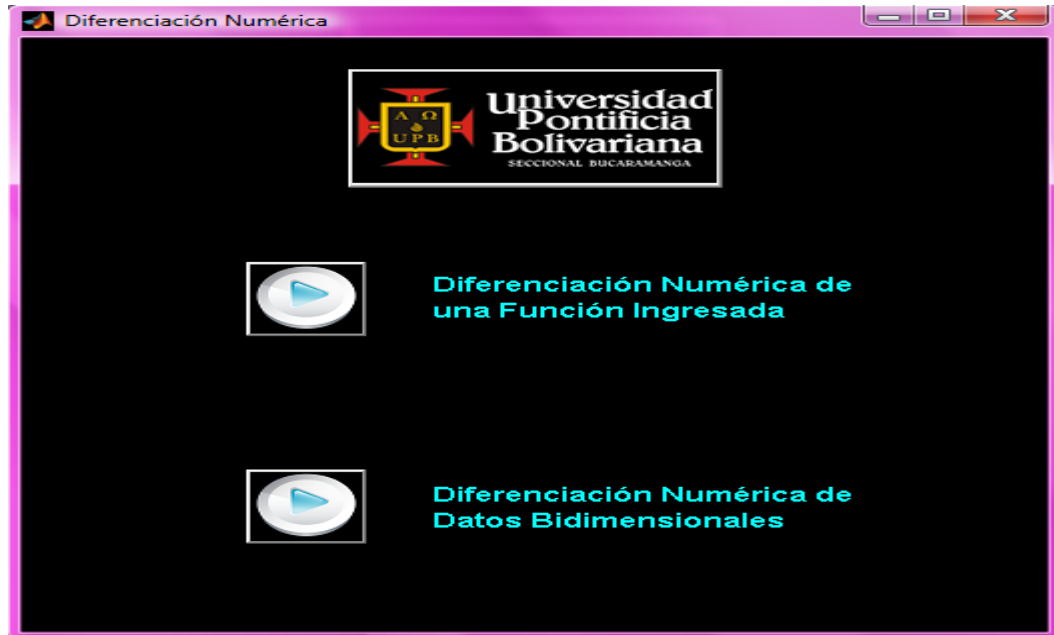 Diferenciación Numérica
Universidad
Pontificia
Bolivariana
SECCIONAL BUCARAMANGA
Α Ω
UPB
Diferenciación Numérica de
una Función Ingresada
Diferenciación Numérica de
Datos Bidimensionales